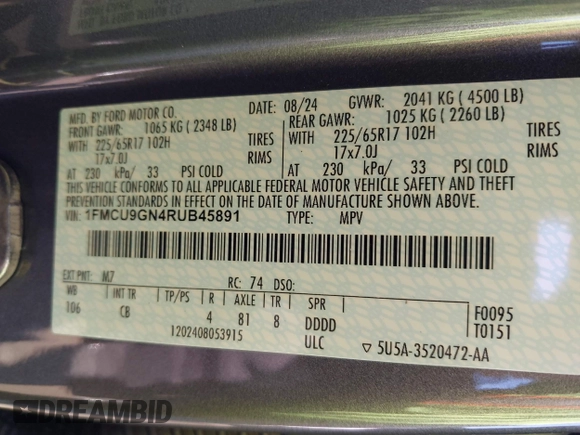 MFD. BY FORD MOTOR CO. DATE: 08/24 GVWR: 2041 KG ( 4500 LB)
FRONT GAWR: 1065 KG ( 2348 LB) REAR GAWR: 1025 KG ( 2260 LB)
WITH 225/65R17 102H TIRES WITH 225/65R17 102H TIRES
17x7.0J RIMS 17x7.0J RIMS
AT 230 kPa/ 33 PSI COLD AT 230 kPa/ 33 PSI COLD
THIS VEHICLE CONFORMS TO ALL APPLICABLE FEDERAL MOTOR VEHICLE SAFETY AND THEFT
PREVENTION STANDARDS IN EFFECT ON THE DATE OF MANUFACTURE SHOWN ABOVE.
VIN: 1FMCU9GN4RUB45891 TYPE: MPV
EXT PNT: M7 RC: 74 DSO:
WB INT TR TP/PS R AXLE TR SPR
106 CB 4 81 8 DDDD F0095
1202408053915 ULC T0151
5U5A-3520472-AA
DREAMBID